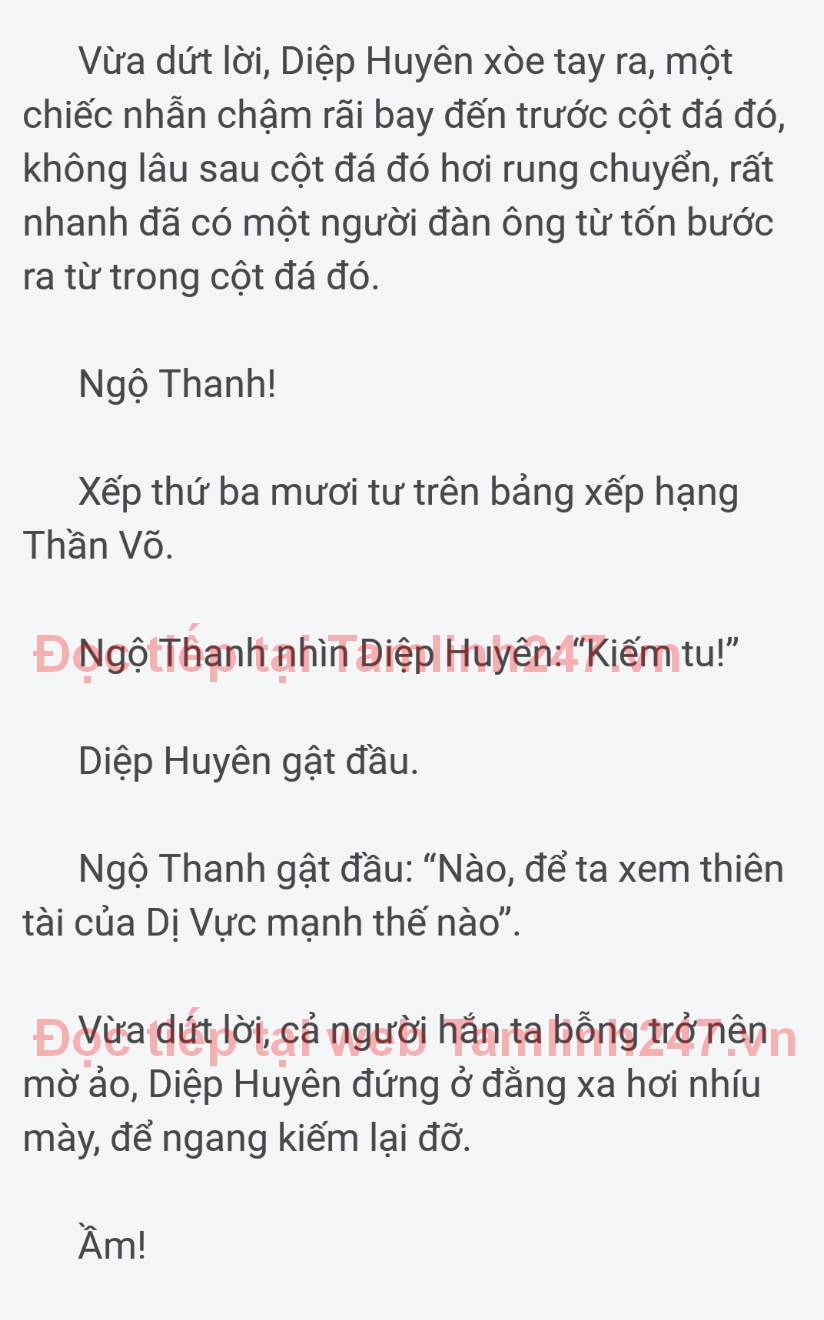 Vừa dứt lời, Diệp Huyên xòe tay ra, một
chiếc nhẫn chậm rãi bay đến trước cột đá đó,
không lâu sau cột đá đó hơi rung chuyển, rất
nhanh đã có một người đàn ông từ tốn bước
ra từ trong cột đá đó.
Ngộ Thanh!
Xếp thứ ba mươi tư trên bảng xếp hạng
Thần Võ.
Ngộ Thanh nhìn Diệp Huyên: “Kiếm tu!”
Đọc tiếp tại Tamlinh247.vn
Diệp Huyên gật đầu.
Ngộ Thanh gật đầu: “Nào, để ta xem thiên
tài của Dị Vực mạnh thế nào”.
Vừa dứt lời, cả người hắn ta bỗng trở nên
Đọc tiếp tại web Tamlinh247.vn
mờ ảo, Diệp Huyên đứng ở đằng xa hơi nhíu
mày, để ngang kiếm lại đỡ.
Ầm!